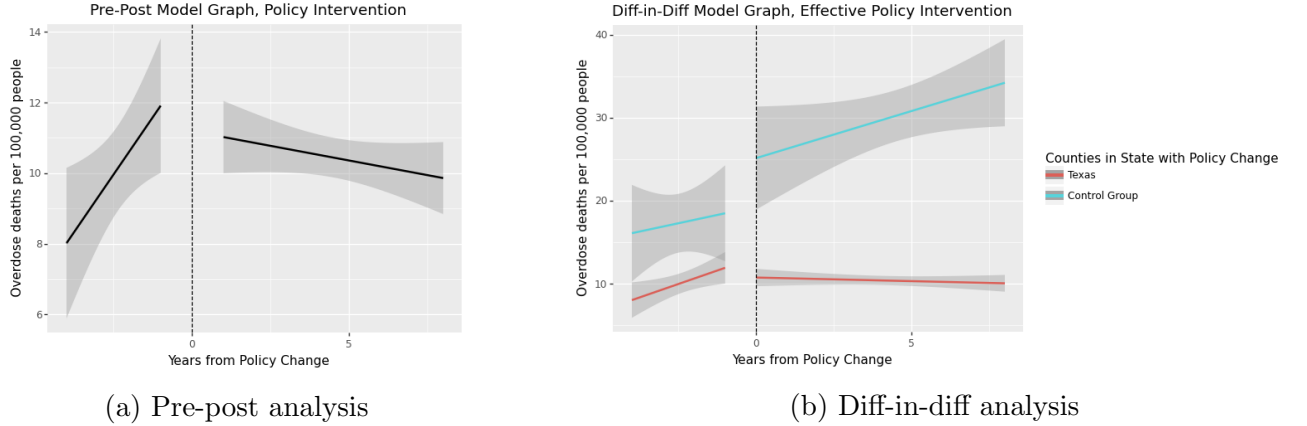 Pre-Post Model Graph, Policy Intervention
Overdose deaths per 100,000 people
14
12
10
8
6
0
5
Years from Policy Change
(a) Pre-post analysis
Diff-in-Diff Model Graph, Effective Policy Intervention
Overdose deaths per 100,000 people
40
30
20
10
0
5
Years from Policy Change
Counties in State with Policy Change
Texas
Control Group
(b) Diff-in-diff analysis